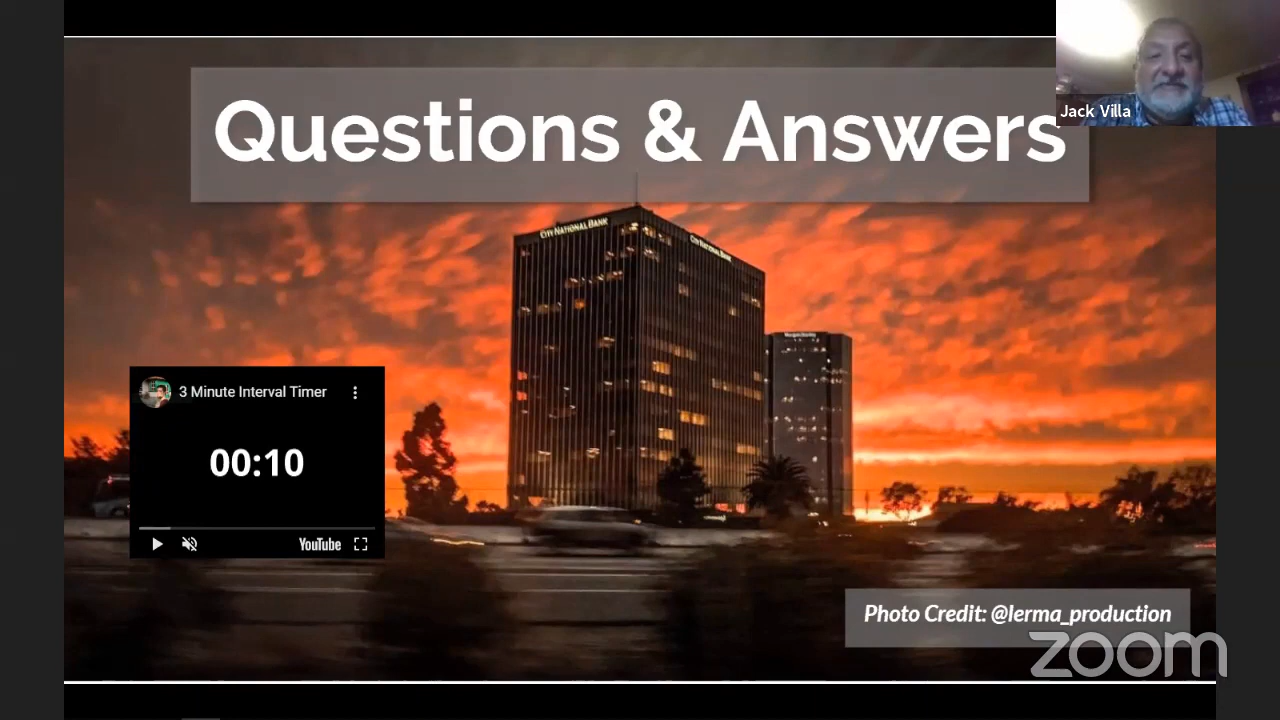 Questions & Answers
Jack Villa
CITY NATIONAL BANK
CITY NATIONAL BANK
3 Minute Interval Timer
00:10
YouTube
Photo Credit: @lerma_production
zoom